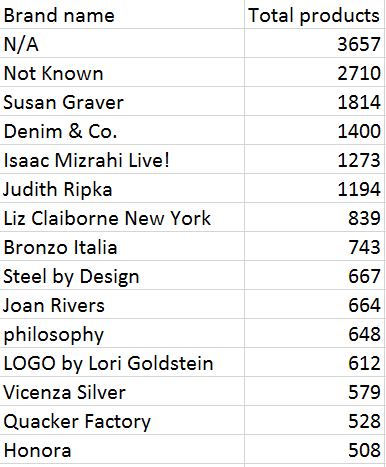 Brand name Total products
N/A 3657
Not Known 2710
Susan Graver 1814
Denim & Co. 1400
Isaac Mizrahi Live! 1273
Judith Ripka 1194
Liz Claiborne New York 839
Bronzo Italia 743
Steel by Design 667
Joan Rivers 664
philosophy 648
LOGO by Lori Goldstein 612
Vicenza Silver 579
Quacker Factory 528
Honora 508